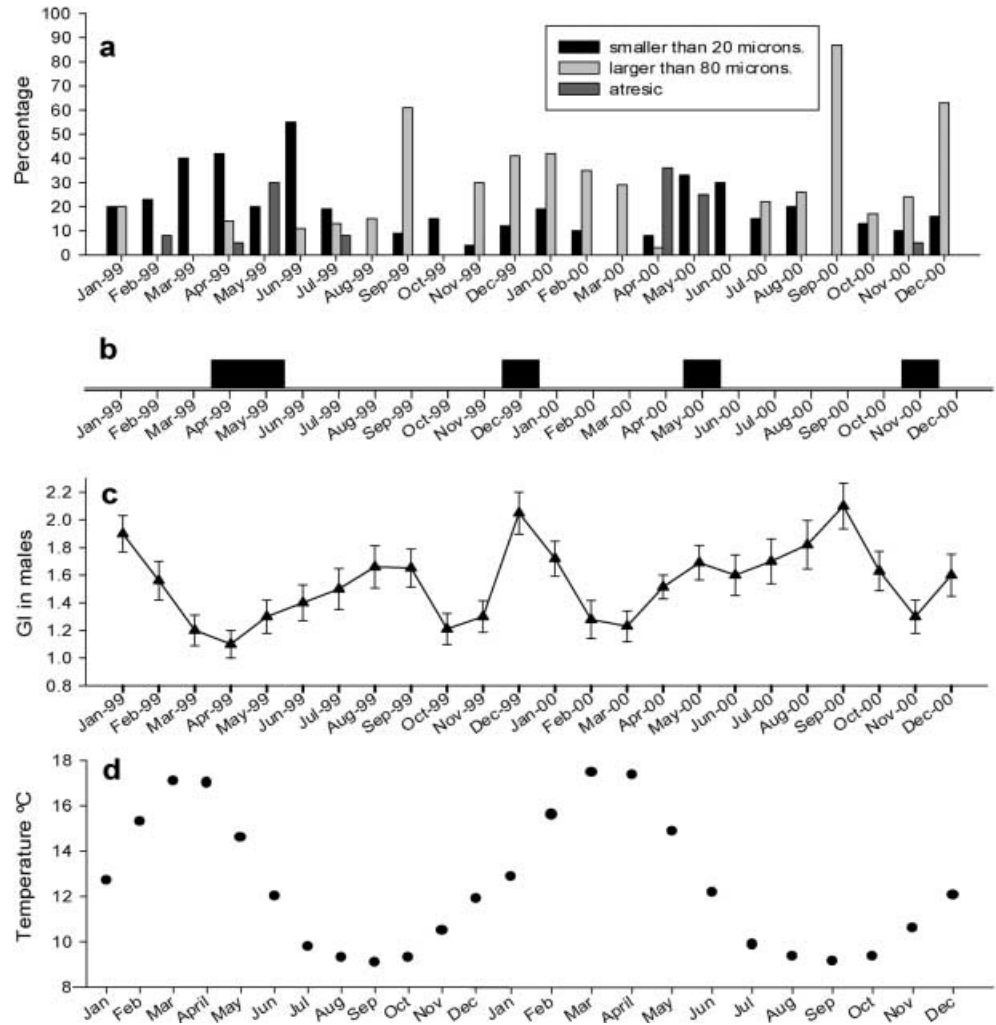 a
Percentage
100
90
80
70
60
50
40
30
20
10
0
smaller than 20 microns.
larger than 80 microns.
atresic
Jan-99 Feb-99 Mar-99 Apr-99 May-99 Jun-99 Jul-99 Aug-99 Sep-99 Oct-99 Nov-99 Dec-99 Jan-00 Feb-00 Mar-00 Apr-00 May-00 Jun-00 Jul-00 Aug-00 Sep-00 Oct-00 Nov-00 Dec-00
b
Jan-99 Feb-99 Mar-99 Apr-99 May-99 Jun-99 Jul-99 Aug-99 Sep-99 Oct-99 Nov-99 Dec-99 Jan-00 Feb-00 Mar-00 Apr-00 May-00 Jun-00 Jul-00 Aug-00 Sep-00 Oct-00 Nov-00 Dec-00
c
GI in males
2.2
2.0
1.8
1.6
1.4
1.2
1.0
0.8
Jan-99 Feb-99 Mar-99 Apr-99 May-99 Jun-99 Jul-99 Aug-99 Sep-99 Oct-99 Nov-99 Dec-99 Jan-00 Feb-00 Mar-00 Apr-00 May-00 Jun-00 Jul-00 Aug-00 Sep-00 Oct-00 Nov-00 Dec-00
d
Temperature ºC
18
16
14
12
10
8
Jan Feb Mar April May Jun Jul Aug Sep Oct Nov Dec Jan Feb Mar April May Jun Jul Aug Sep Oct Nov Dec